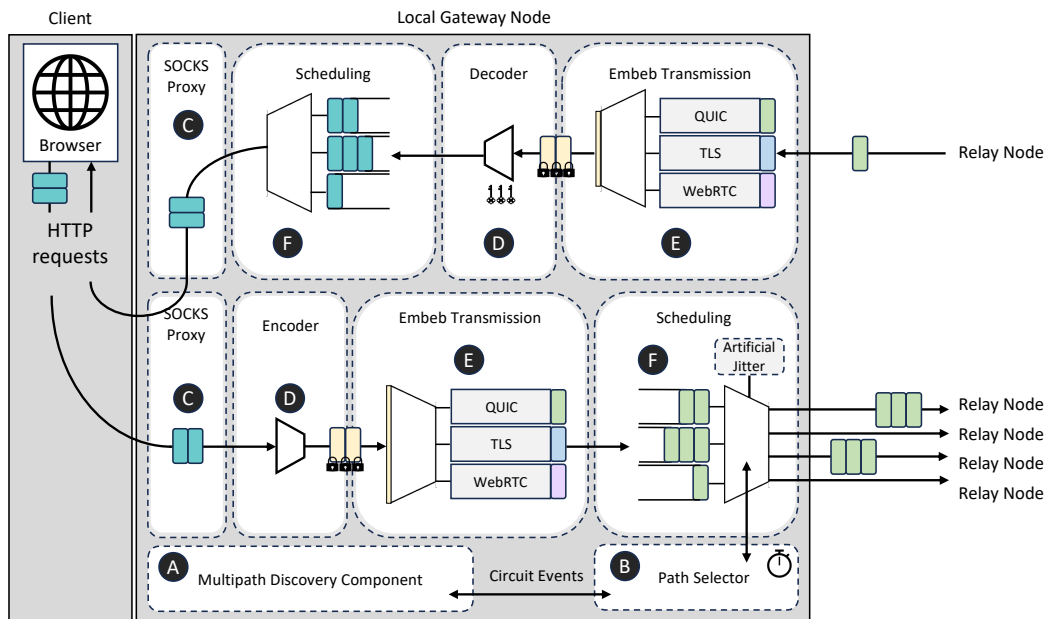 Client
Local Gateway Node
Browser
HTTP
requests
SOCKS
Proxy
C
Scheduling
F
Decoder
D
Embeb Transmission
QUIC
TLS
WebRTC
E
Relay Node
SOCKS
Proxy
C
Encoder
D
Embeb Transmission
E
QUIC
TLS
WebRTC
Scheduling
F
Artificial
Jitter
Relay Node
Relay Node
Relay Node
Relay Node
A
Multipath Discovery Component
Circuit Events
B
Path Selector